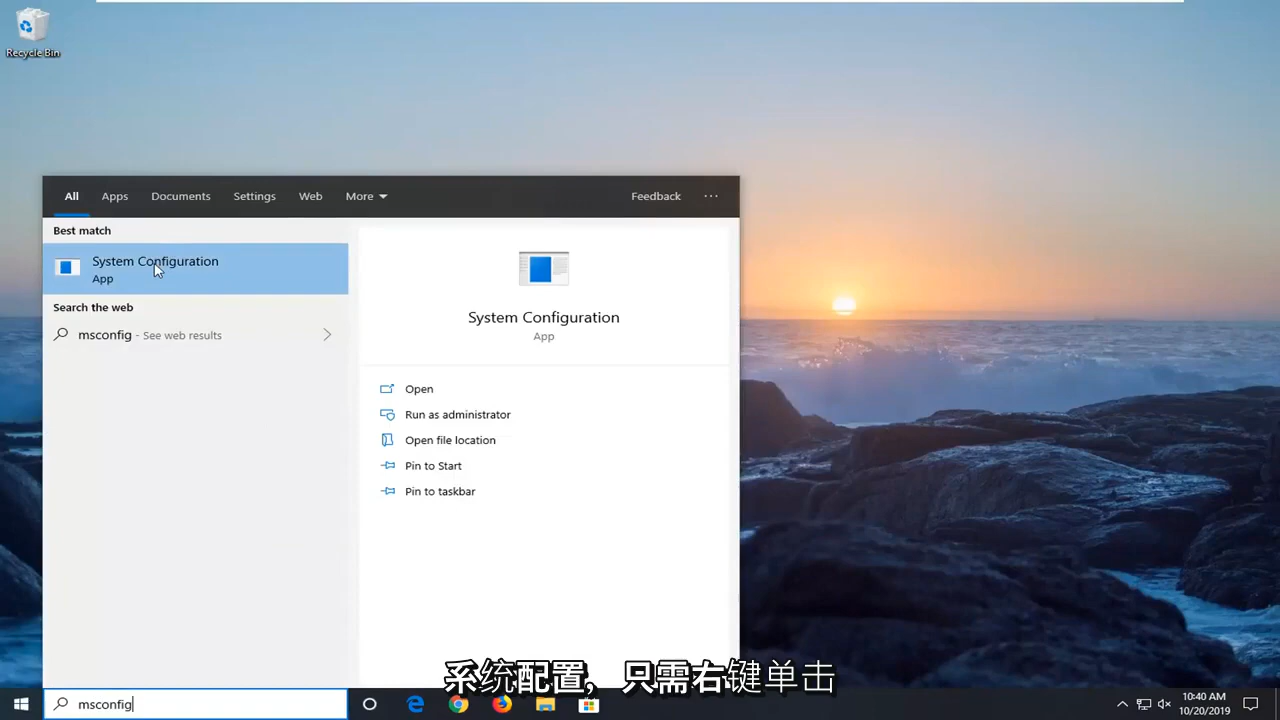 Recycle Bin
All Apps Documents Settings Web More Feedback ···
Best match
System Configuration
App
Search the web
msconfig - See web results
System Configuration
App
Open
Run as administrator
Open file location
Pin to Start
Pin to taskbar
系统配置，只需右键单击
msconfig
10:40 AM
10/20/2019